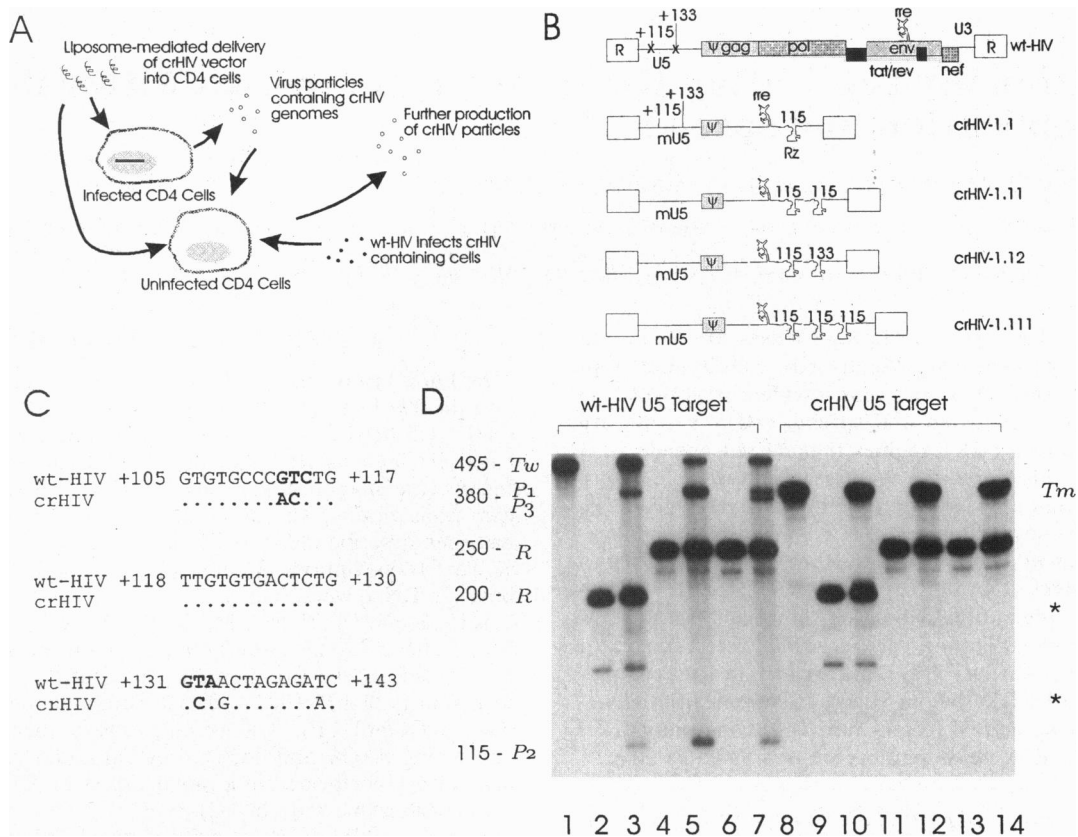 A
Liposome-mediated delivery
of crHIV vector
into CD4 cells
Virus particles
containing crHIV
genomes
Further production
of crHIV particles
Infected CD4 Cells
wt-HIV Infects crHIV
containing cells
Uninfected CD4 Cells
B
rre
+133
+115
U3
R
U5
Ψ gag
pol
env
R
wt-HIV
tat/rev
nef
+133
+115
rre
115
mU5
Ψ
Rz
crHIV-1.1
115 115
mU5
Ψ
crHIV-1.11
115 133
mU5
Ψ
crHIV-1.12
115 115 115
mU5
Ψ
crHIV-1.111
C
wt-HIV +105 GTGTGCCCGTCTG +117
crHIV ........AC...
wt-HIV +118 TTGTGTGACTCTG +130
crHIV .............
wt-HIV +131 GTAACTAGAGATC +143
crHIV .C.G.......A.
D
wt-HIV U5 Target
crHIV U5 Target
495 - Tw
P1
380 -
P3
Tm
250 - R
200 - R
*
*
115 - P2
1 2 3 4 5 6 7 8 9 10 11 12 13 14